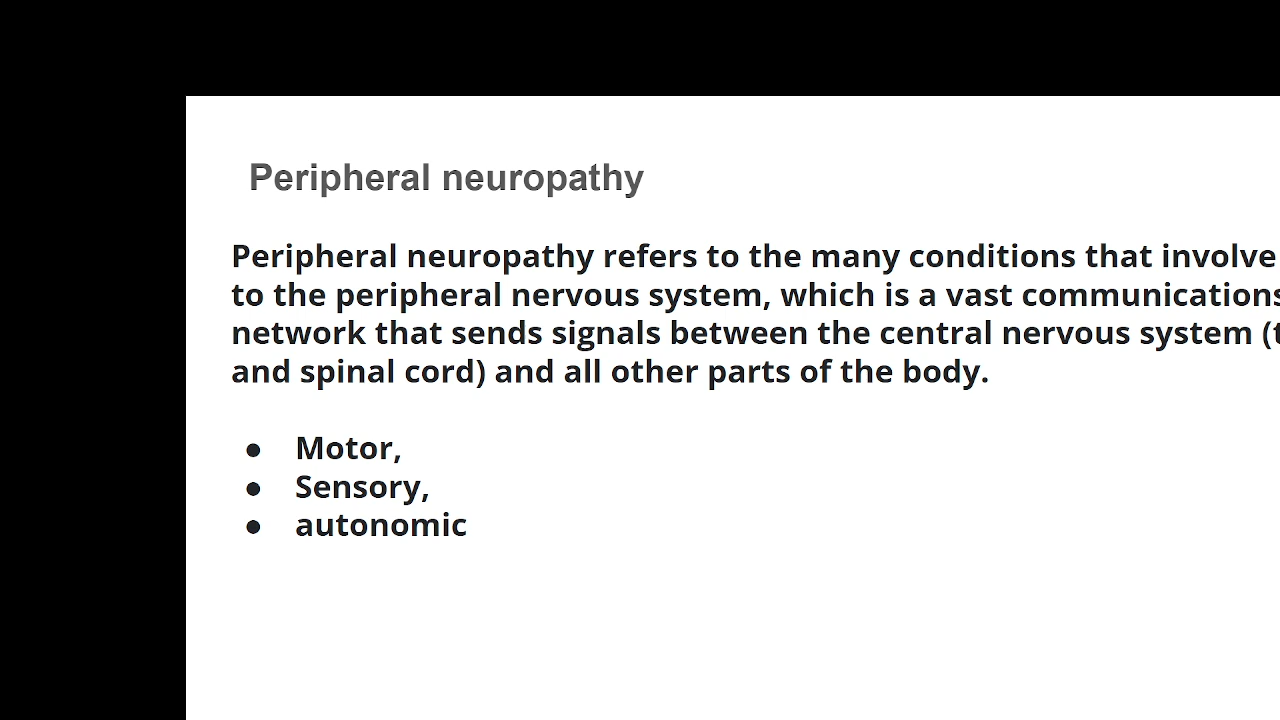 Peripheral neuropathy
Peripheral neuropathy refers to the many conditions that involve
to the peripheral nervous system, which is a vast communications
network that sends signals between the central nervous system (
and spinal cord) and all other parts of the body.
● Motor,
● Sensory,
● autonomic